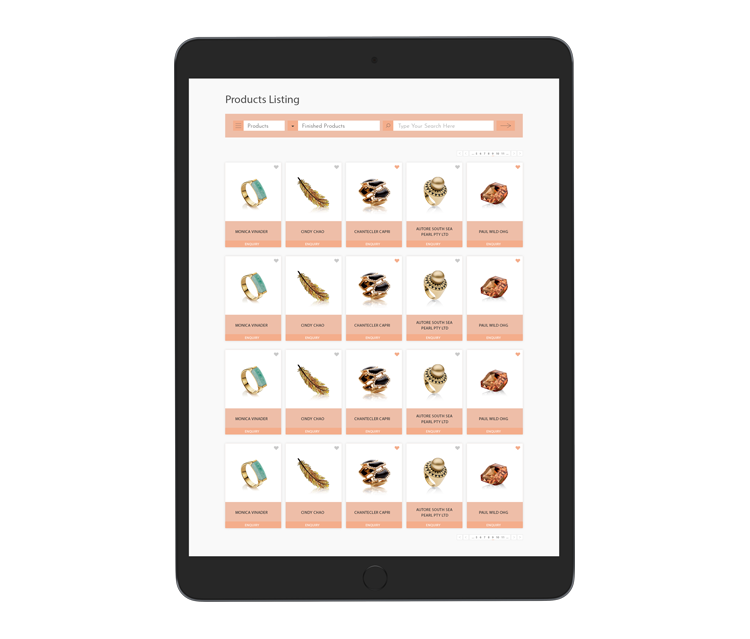 Products Listing
Products
Finished Products
Type Your Search Here
MONICA VINADER
CINDY CHAO
CHANTECLER CAPRI
AUTORE SOUTH SEA
PEARL PTY LTD
PAUL WILD OHG
ENQUIRY
ENQUIRY
ENQUIRY
ENQUIRY
ENQUIRY
MONICA VINADER
CINDY CHAO
CHANTECLER CAPRI
AUTORE SOUTH SEA
PEARL PTY LTD
PAUL WILD OHG
ENQUIRY
ENQUIRY
ENQUIRY
ENQUIRY
ENQUIRY
MONICA VINADER
CINDY CHAO
CHANTECLER CAPRI
AUTORE SOUTH SEA
PEARL PTY LTD
PAUL WILD OHG
ENQUIRY
ENQUIRY
ENQUIRY
ENQUIRY
ENQUIRY
MONICA VINADER
CINDY CHAO
CHANTECLER CAPRI
AUTORE SOUTH SEA
PEARL PTY LTD
PAUL WILD OHG
ENQUIRY
ENQUIRY
ENQUIRY
ENQUIRY
ENQUIRY